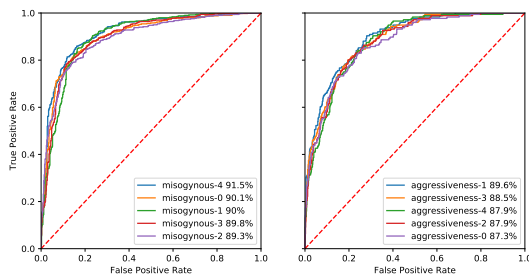 1.0
0.8
0.6
0.4
0.2
0.0
True Positive Rate
0.0 0.2 0.4 0.6 0.8 1.0
False Positive Rate
misogynous-4 91.5%
misogynous-0 90.1%
misogynous-1 90%
misogynous-3 89.8%
misogynous-2 89.3%
0.0 0.2 0.4 0.6 0.8 1.0
False Positive Rate
aggressiveness-1 89.6%
aggressiveness-3 88.5%
aggressiveness-4 87.9%
aggressiveness-2 87.9%
aggressiveness-0 87.3%